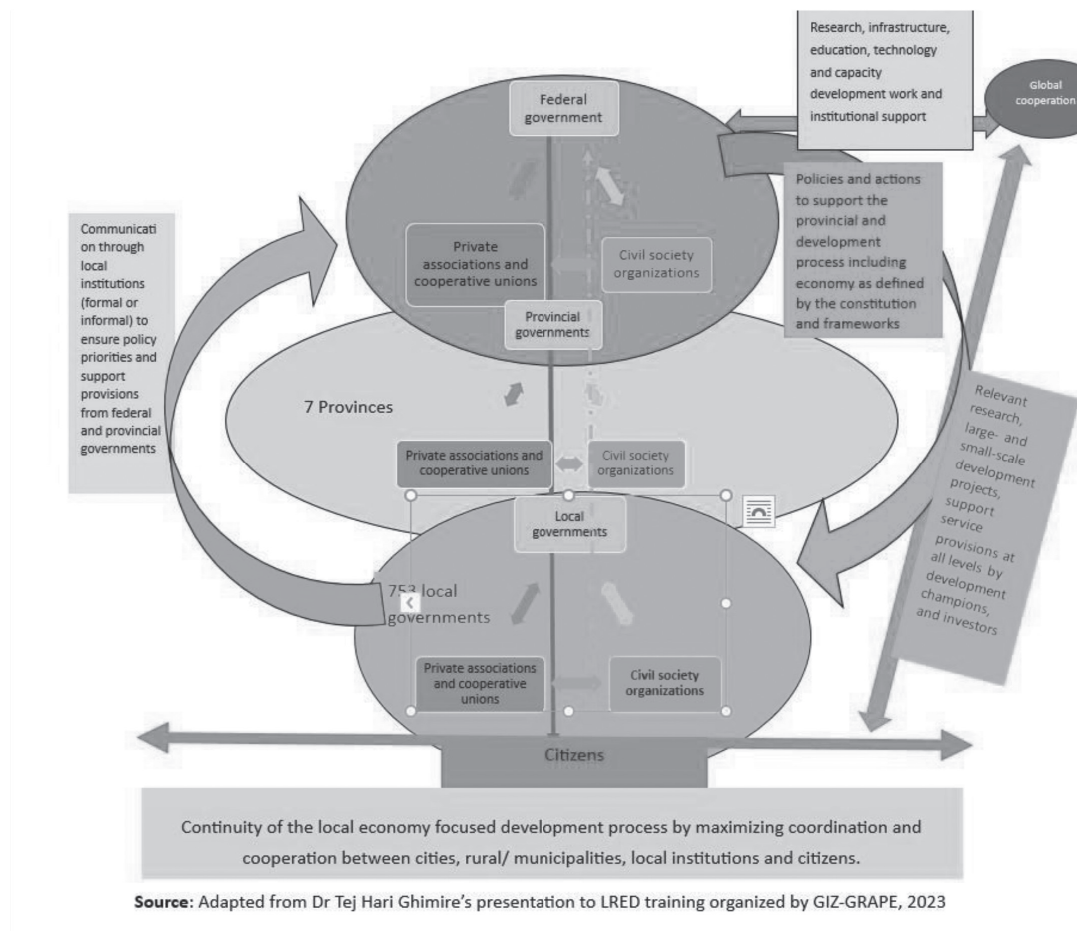 Research, infrastructure,
education, technology
and capacity
development work and
institutional support
Global
cooperation
Federal
government
Policies and actions
to support the
provincial and
development
process including
economy as defined
by the constitution
and frameworks
Communicati
on through
local
institutions
(formal or
informal) to
ensure policy
priorities and
support
provisions
from federal
and provincial
governments
Private
associations and
cooperative unions
Civil society
organizations
Provincial
governments
7 Provinces
Relevant
research,
large- and
small-scale
development
projects,
support
service
provisions at
all levels by
development
champions,
and investors
Private associations and
cooperative unions
Civil society
organizations
Local
governments
753 local
governments
Private associations
and cooperative
unions
Civil society
organizations
Citizens
Continuity of the local economy focused development process by maximizing coordination and
cooperation between cities, rural/ municipalities, local institutions and citizens.
Source: Adapted from Dr Tej Hari Ghimire's presentation to LRED training organized by GIZ-GRAPE, 2023